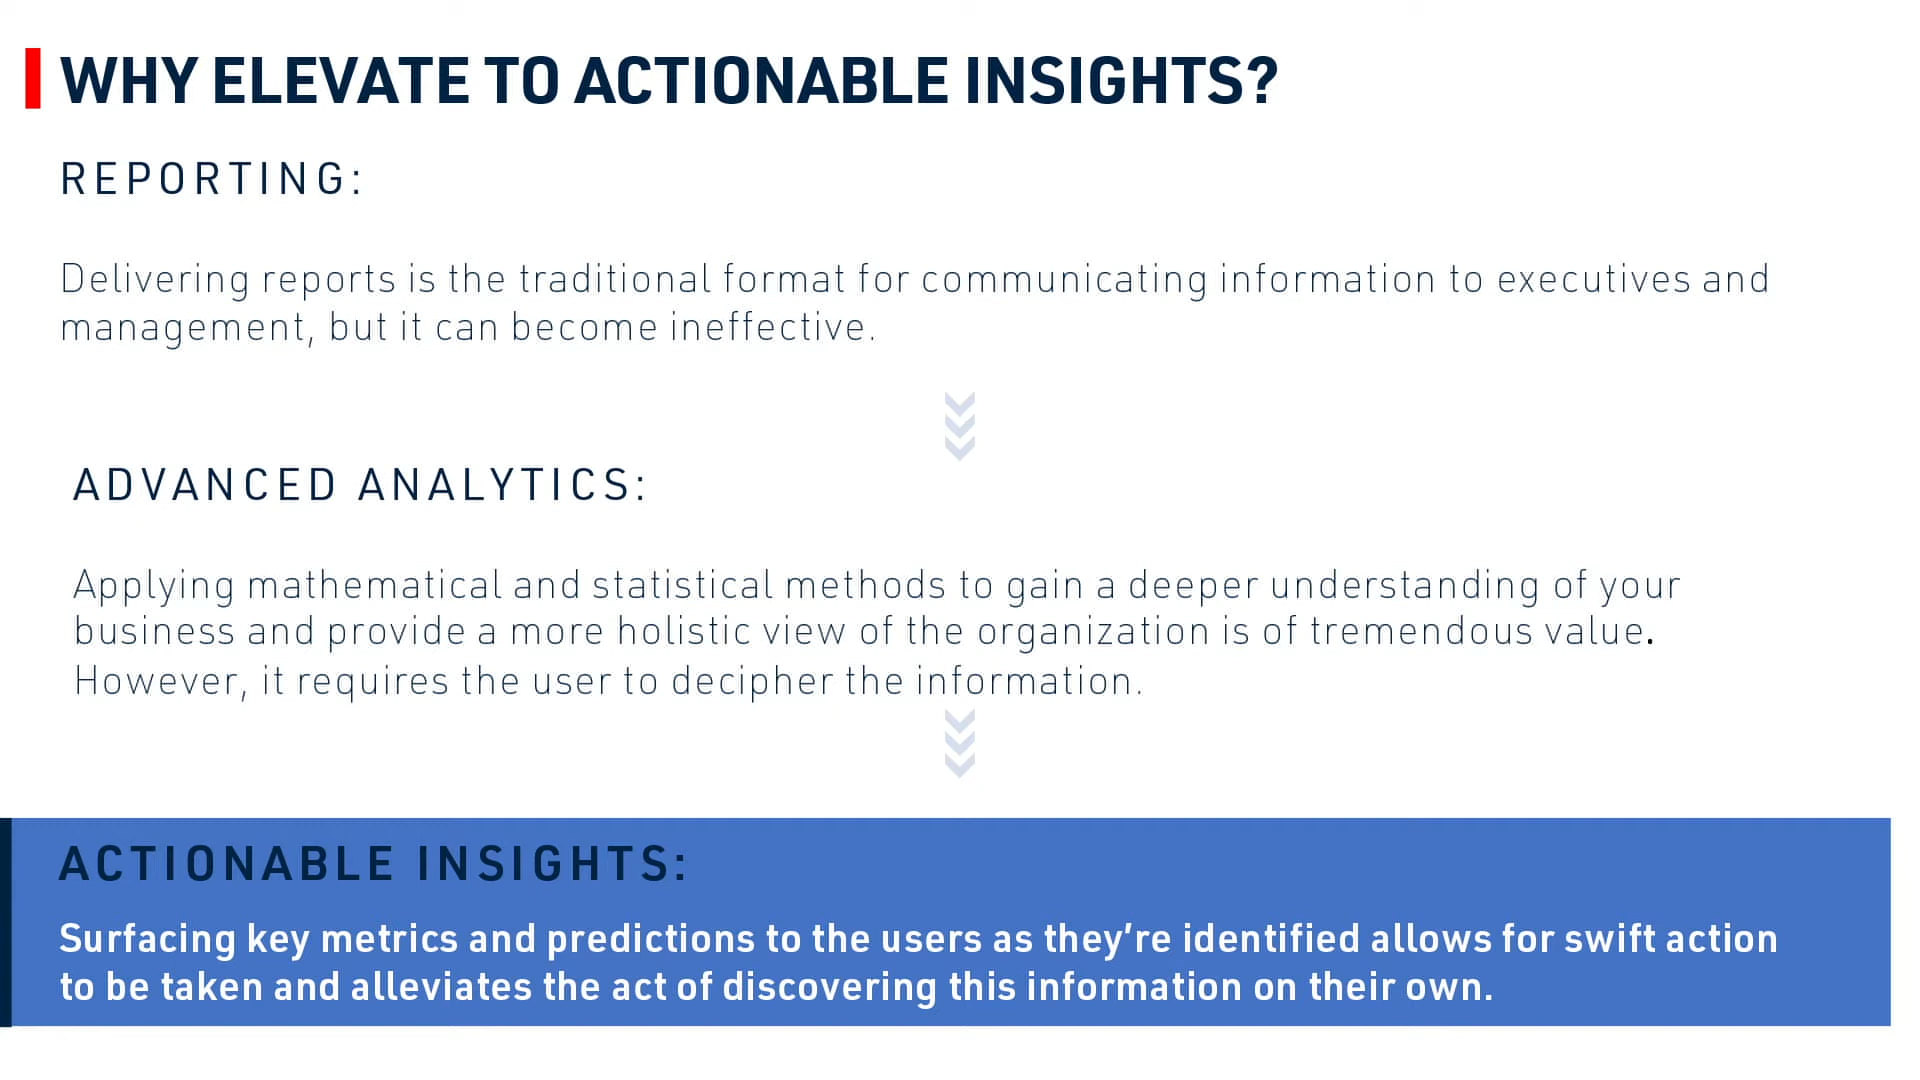 WHY ELEVATE TO ACTIONABLE INSIGHTS?
REPORTING:
Delivering reports is the traditional format for communicating information to executives and
management, but it can become ineffective.
ADVANCED ANALYTICS:
Applying mathematical and statistical methods to gain a deeper understanding of your
business and provide a more holistic view of the organization is of tremendous value.
However, it requires the user to decipher the information.
ACTIONABLE INSIGHTS:
Surfacing key metrics and predictions to the users as they’re identified allows for swift action
to be taken and alleviates the act of discovering this information on their own.